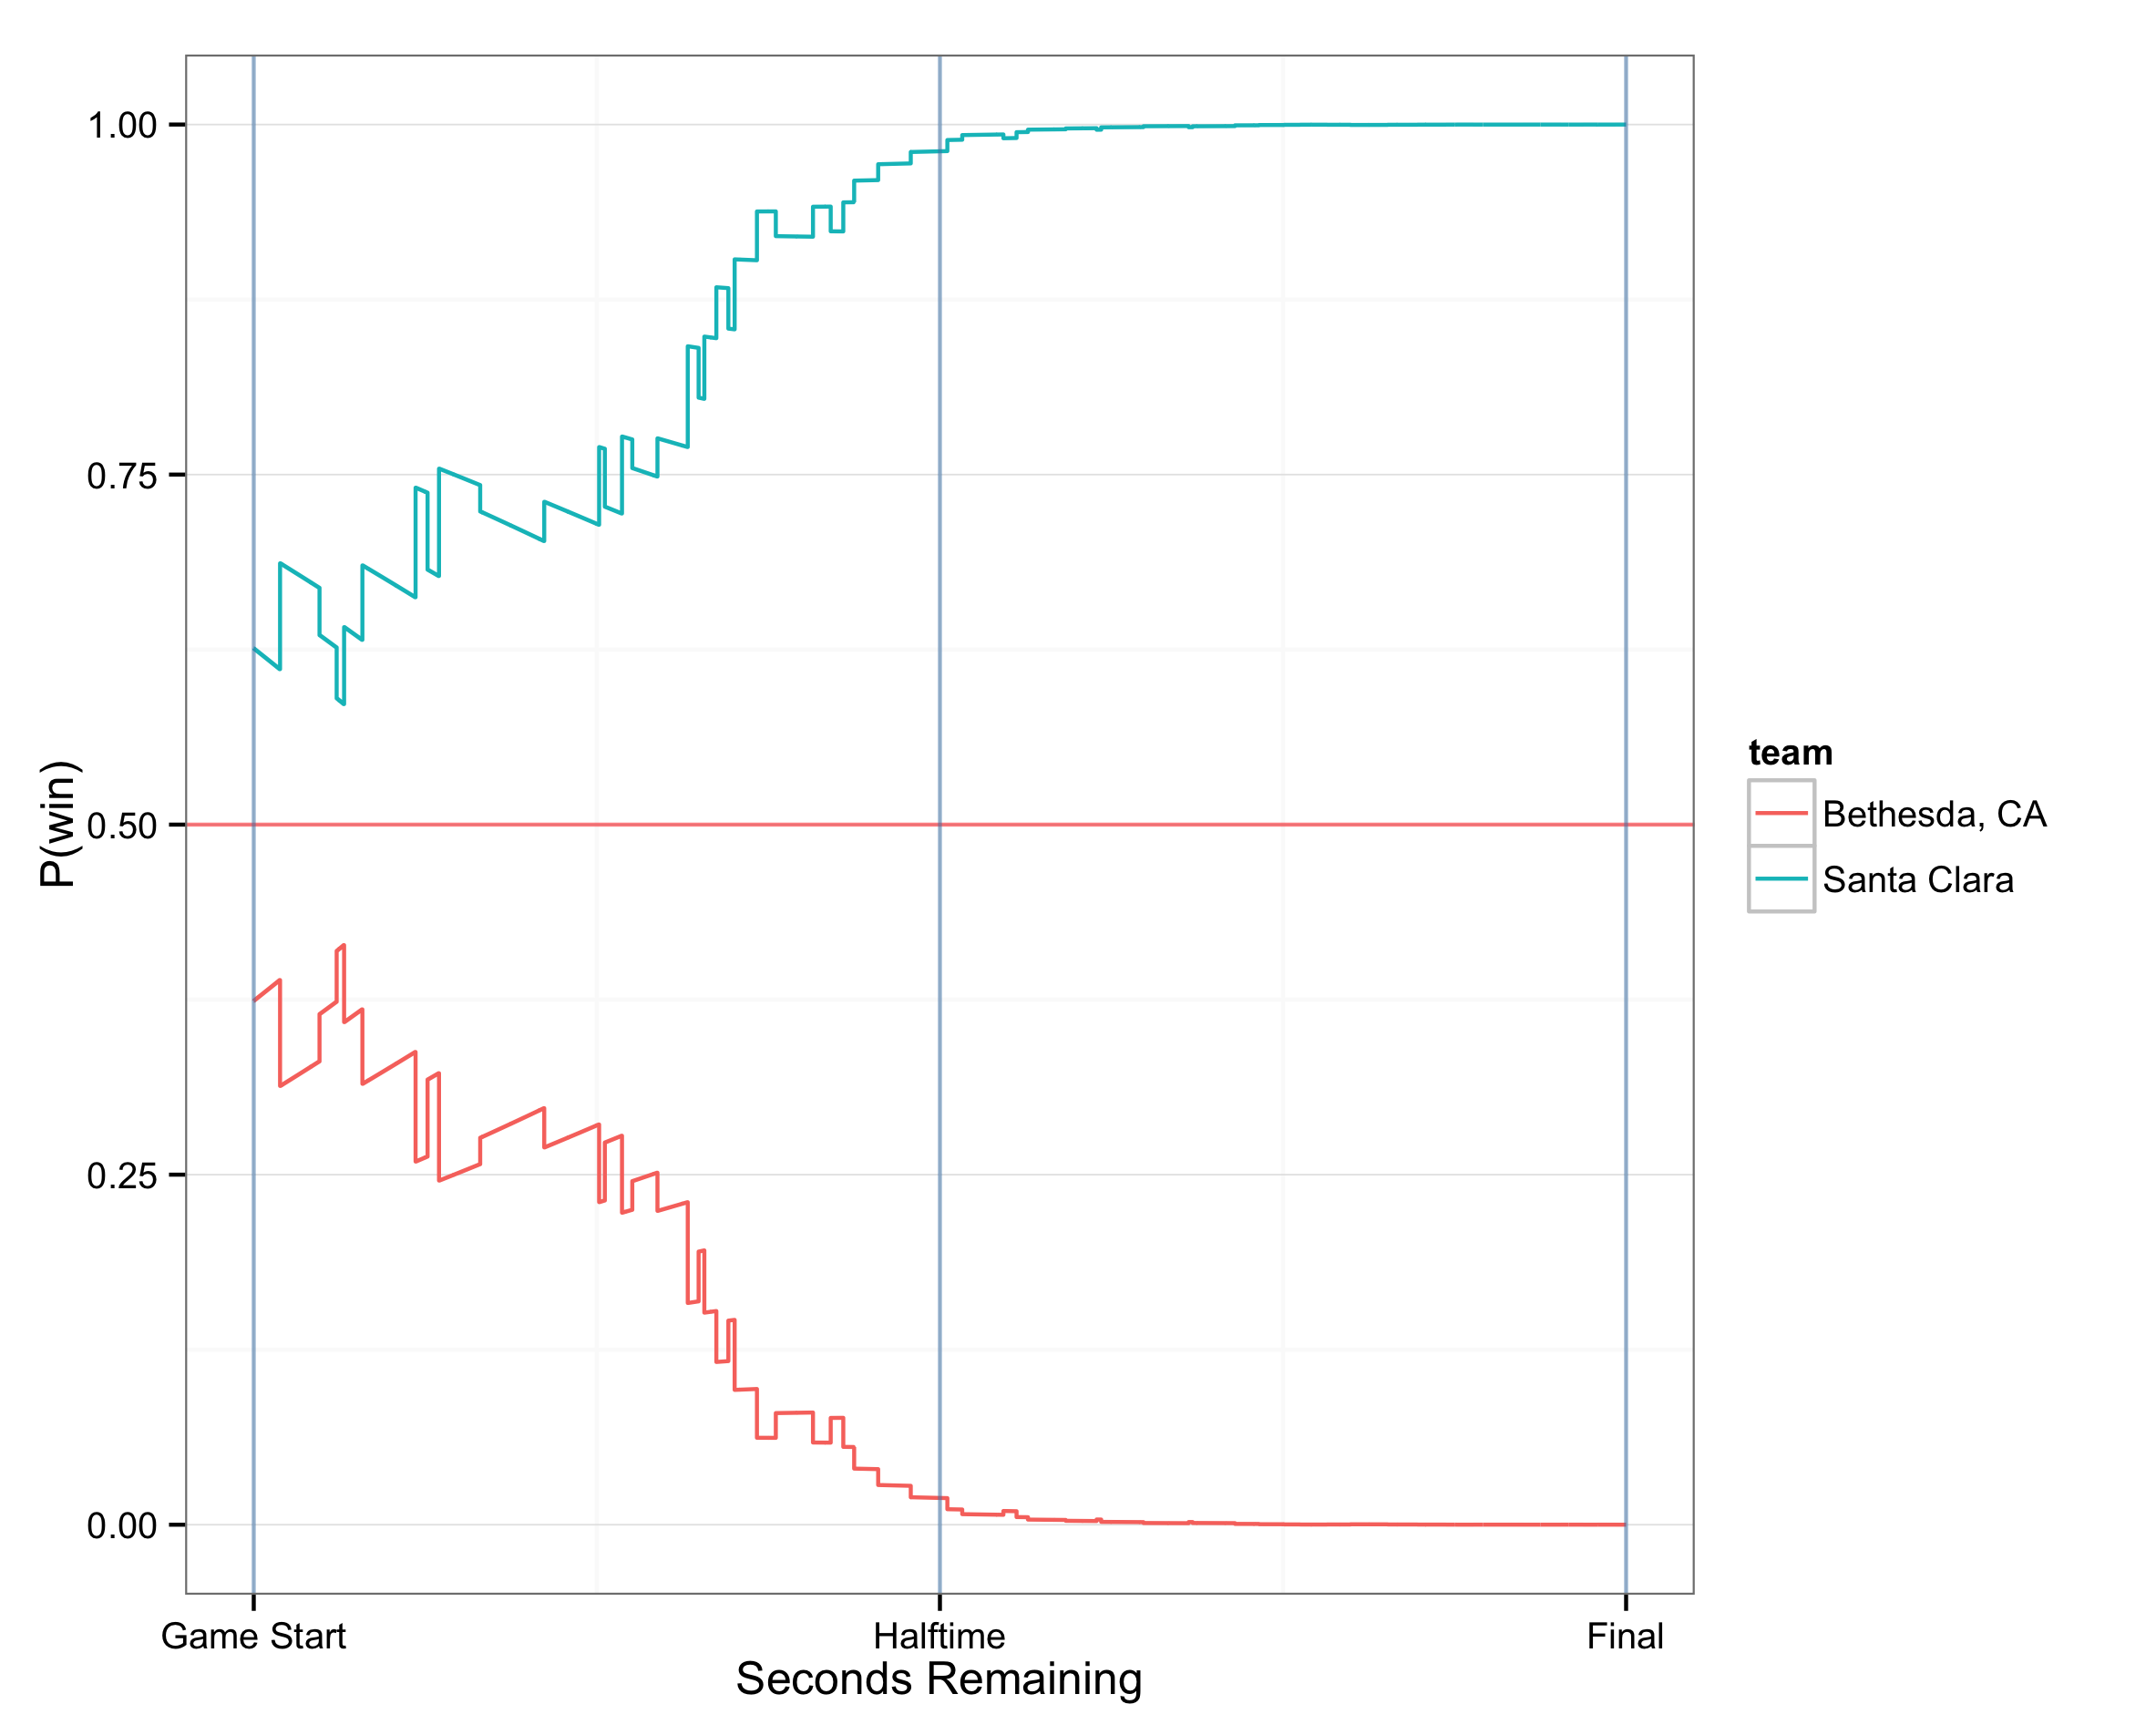 P(win)
1.00
0.75
0.50
0.25
0.00
Game Start
Halftime
Final
Seconds Remaining
team
Bethesda, CA
Santa Clara